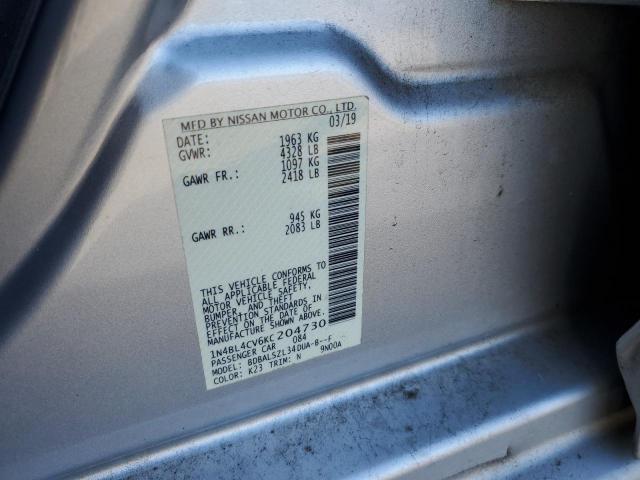 MFD BY NISSAN MOTOR CO., LTD.
DATE: 03/19
GVWR: 1963 KG
4328 LB
GAWR FR.: 1097 KG
2418 LB
GAWR RR.: 945 KG
2083 LB
THIS VEHICLE CONFORMS TO
ALL APPLICABLE FEDERAL
MOTOR VEHICLE SAFETY,
BUMPER, AND THEFT
PREVENTION STANDARDS IN
EFFECT ON THE DATE OF
MANUFACTURE SHOWN ABOVE.
1N4BL4CV6KC204730
PASSENGER CAR 084
MODEL: BDBALSZL34DUA-B--F
COLOR: K23 TRIM: N 9N00A